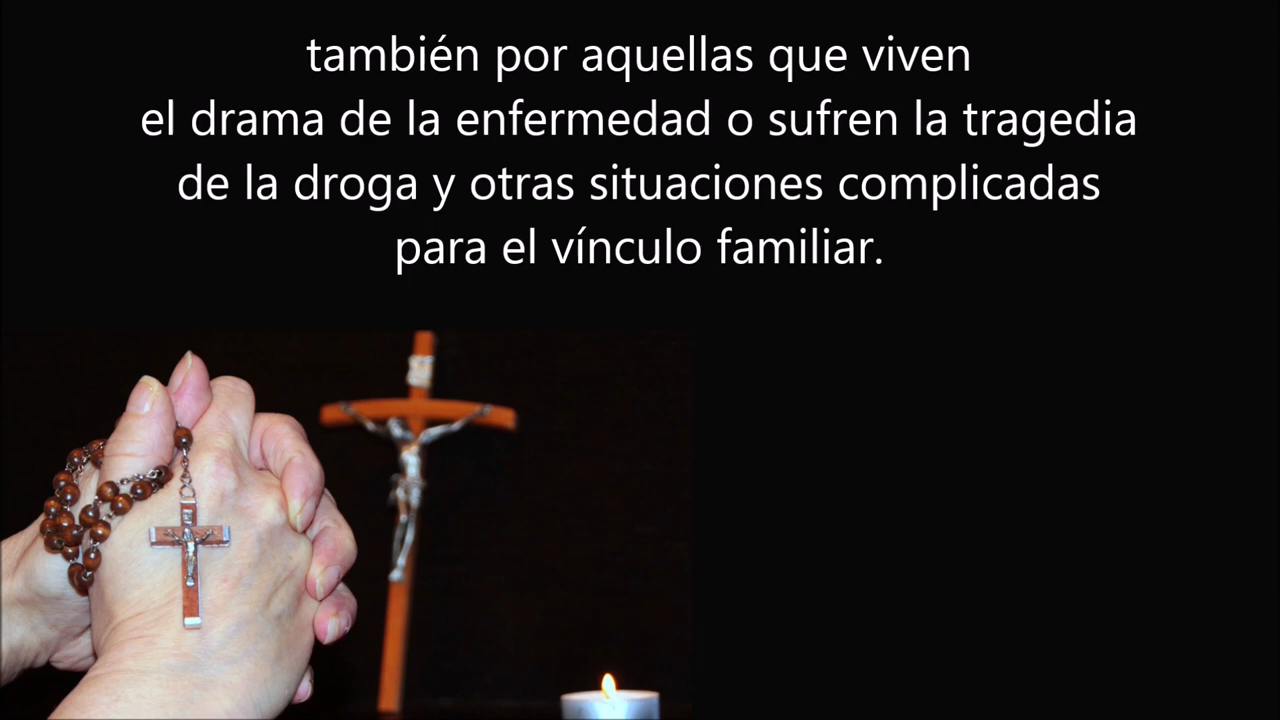 también por aquellas que viven
el drama de la enfermedad o sufren la tragedia
de la droga y otras situaciones complicadas
para el vínculo familiar.